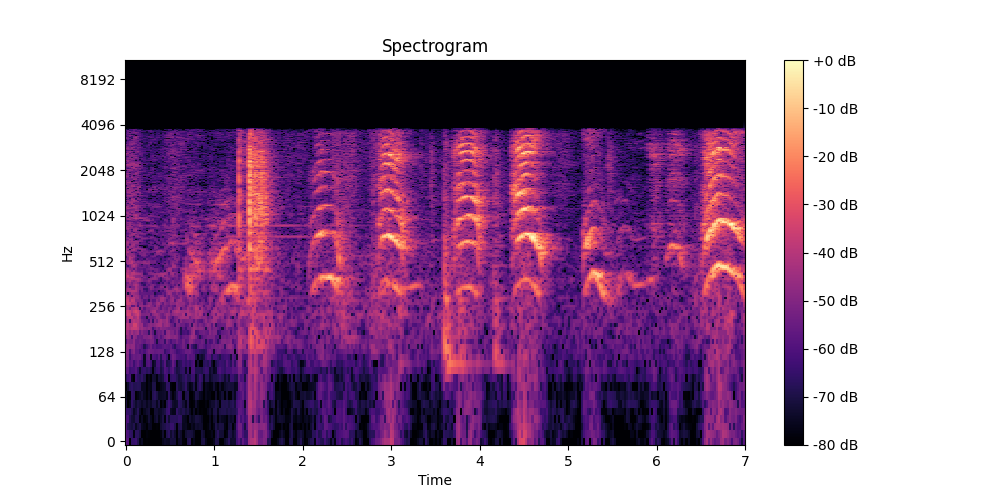 Spectrogram
8192
4096
2048
1024
512
256
128
64
0
Hz
0 1 2 3 4 5 6 7
Time
+0 dB
-10 dB
-20 dB
-30 dB
-40 dB
-50 dB
-60 dB
-70 dB
-80 dB